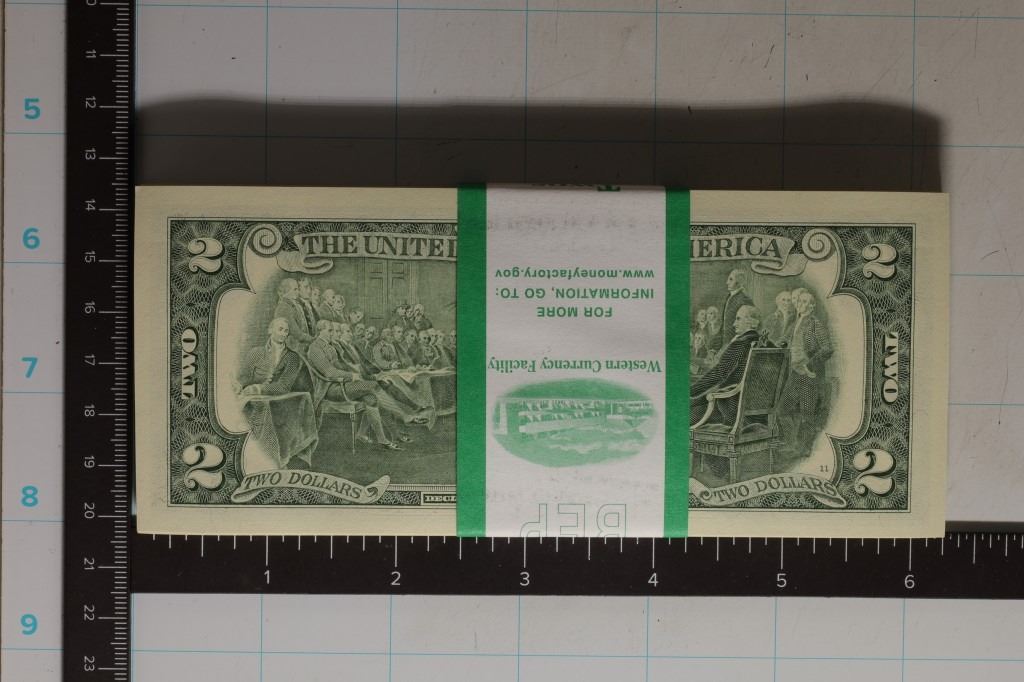 THE UNITED
MERICA
2
2
TWO
TWO
2
2
TWO DOLLARS
TWO DOLLARS
11
BEP
Western Currency Facility
FOR MORE
INFORMATION, GO TO:
www.moneyfactory.gov
5
6
7
8
9
11
12
13
14
15
16
17
18
19
20
21
22
23
1 2 3 4 5 6